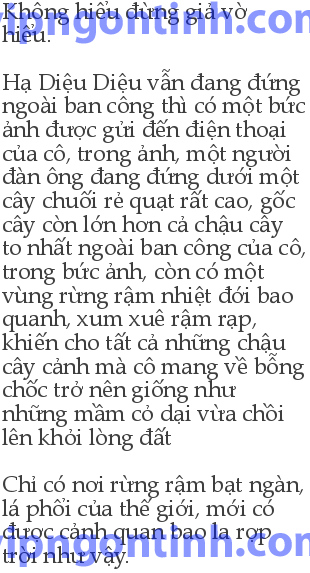 Không hiểu đừng giả vờ
hiểu.
Hạ Diệu Diệu vẫn đang đứng
ngoài ban công thì có một bức
ảnh được gửi đến điện thoại
của cô, trong ảnh, một người
đàn ông đang đứng dưới một
cây chuối rẻ quạt rất cao, gốc
cây còn lớn hơn cả chậu cây
to nhất ngoài ban công của cô,
trong bức ảnh, còn có một
vùng rừng rậm nhiệt đới bao
quanh, xum xuê rậm rạp,
khiến cho tất cả những chậu
cây cảnh mà cô mang về bỗng
chốc trở nên giống như
những mầm cỏ dại vừa chồi
lên khỏi lòng đất
Chỉ có nơi rừng rậm bạt ngàn,
lá phổi của thế giới, mới có
được cảnh quan bao la rợp
trời như vậy.
vipngontinh.com
vipngontinh.com